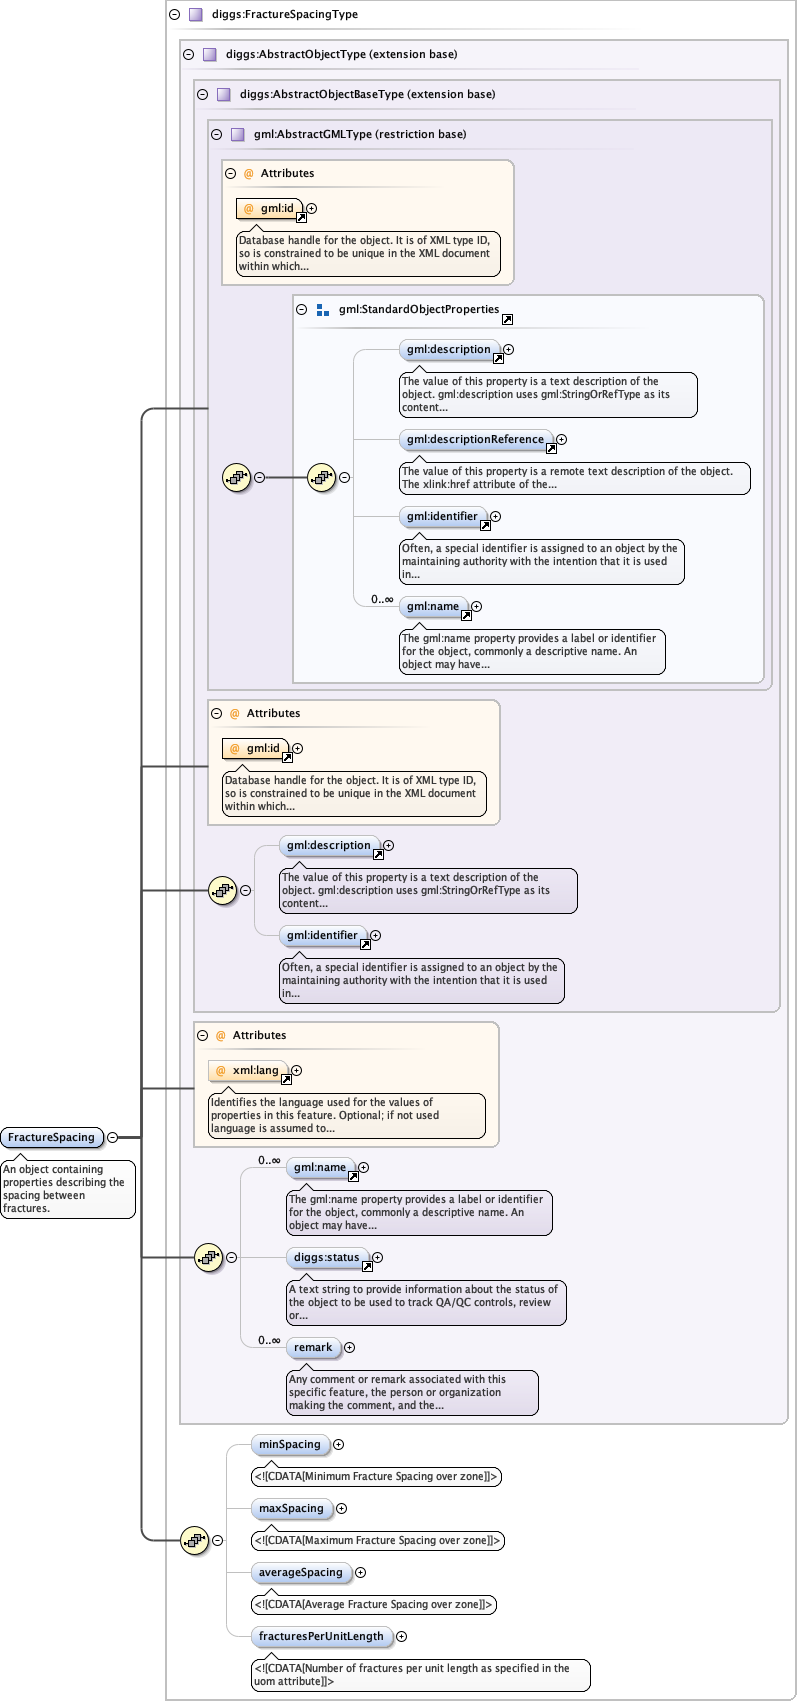 diggs:FractureSpacingType
diggs:AbstractObjectType (extension base)
diggs:AbstractObjectBaseType (extension base)
gml:AbstractGMLType (restriction base)
@ Attributes
@ gml:id
Database handle for the object. It is of XML type ID,
so is constrained to be unique in the XML document
within which...
gml:StandardObjectProperties
gml:description
The value of this property is a text description of the
object. gml:description uses gml:StringOrRefType as its
content...
gml:descriptionReference
The value of this property is a remote text description of the object.
The xlink:href attribute of the...
gml:identifier
Often, a special identifier is assigned to an object by the
maintaining authority with the intention that it is used
in...
0..∞
gml:name
The gml:name property provides a label or identifier
for the object, commonly a descriptive name. An
object may have...
@ Attributes
@ gml:id
Database handle for the object. It is of XML type ID,
so is constrained to be unique in the XML document
within which...
gml:description
The value of this property is a text description of the
object. gml:description uses gml:StringOrRefType as its
content...
gml:identifier
Often, a special identifier is assigned to an object by the
maintaining authority with the intention that it is used
in...
@ Attributes
@ xml:lang
Identifies the language used for the values of
properties in this feature. Optional; if not used
language is assumed to...
FractureSpacing
An object containing
properties describing the
spacing between
fractures.
0..∞
gml:name
The gml:name property provides a label or identifier
for the object, commonly a descriptive name. An
object may have...
diggs:status
A text string to provide information about the status of
the object to be used to track QA/QC controls, review
or...
0..∞
remark
Any comment or remark associated with this
specific feature, the person or organization
making the comment, and the...
minSpacing
<![CDATA[Minimum Fracture Spacing over zone]]>
maxSpacing
<![CDATA[Maximum Fracture Spacing over zone]]>
averageSpacing
<![CDATA[Average Fracture Spacing over zone]]>
fracturesPerUnitLength
<![CDATA[Number of fractures per unit length as specified in the
uom attribute]]>